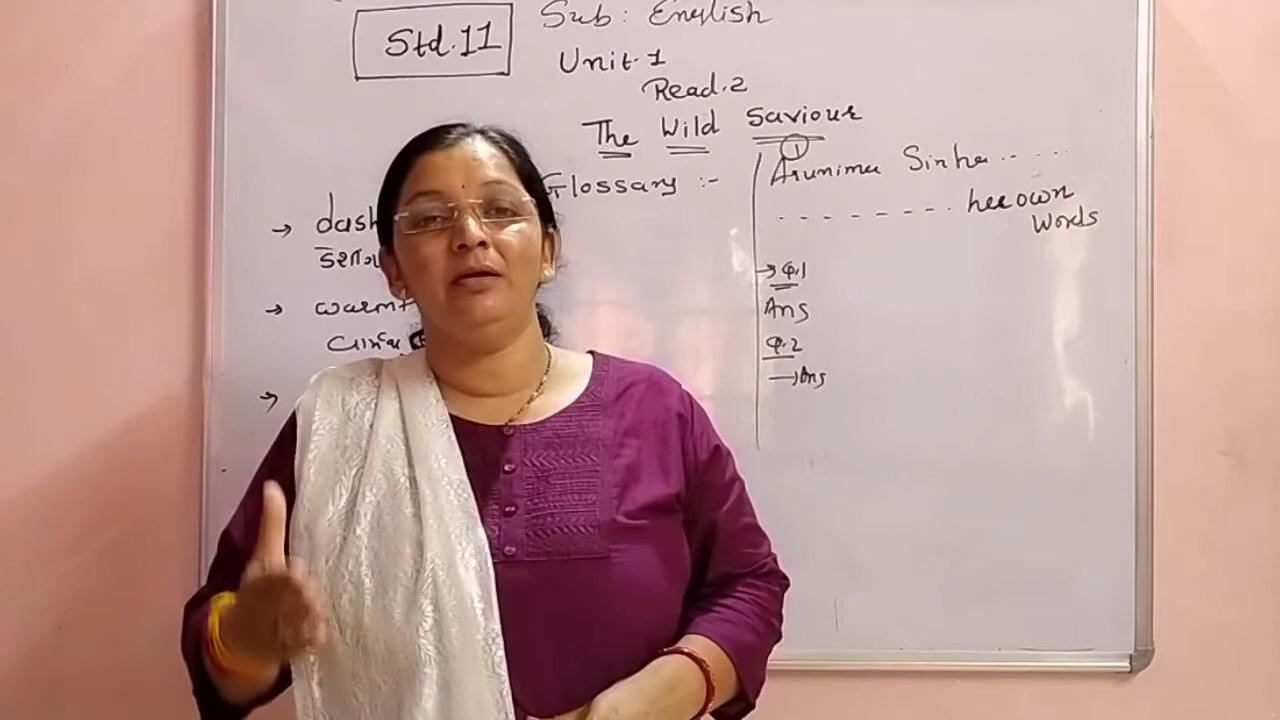 Std.11
Sub: English
Unit.1
Read.2
The Wild Saviour
Glossary :-
→ dash
→ warmt
→
①
Sinha .. ...
- - - - - - - - . her own
words
→ Q.1
Ans
Q.2
→ Ans